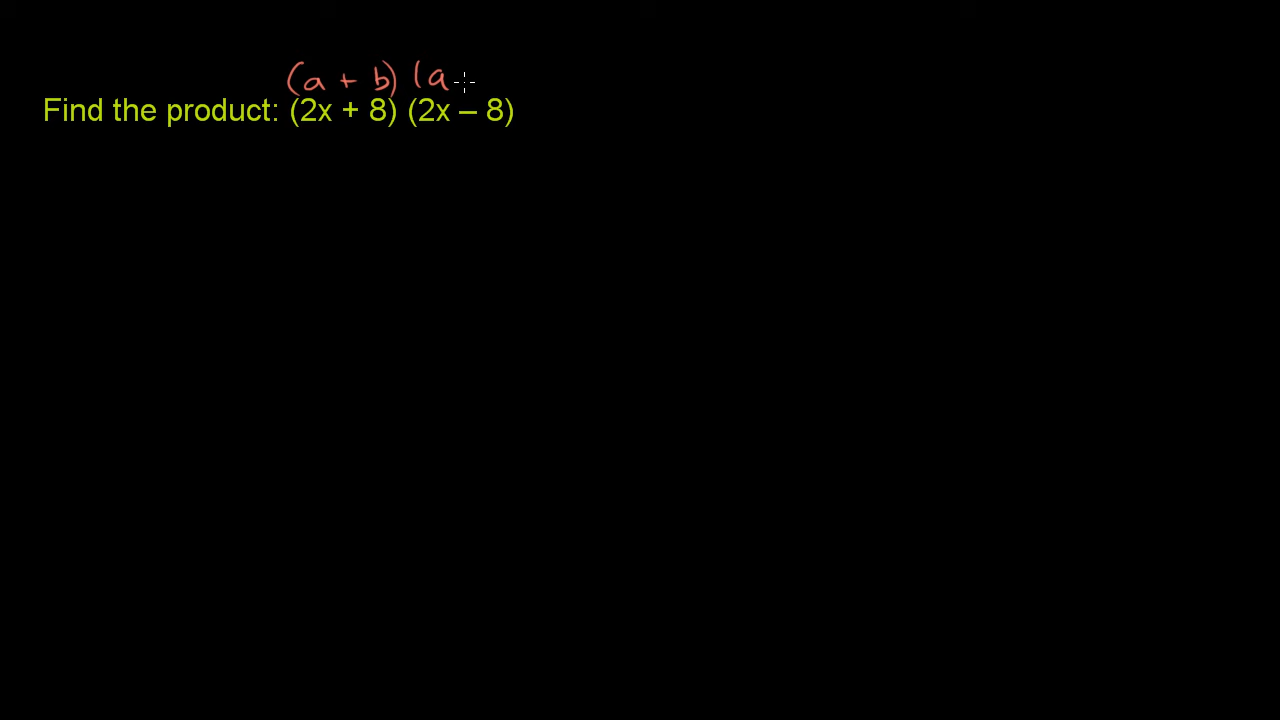 (a + b) (a
Find the product: (2x + 8) (2x – 8)